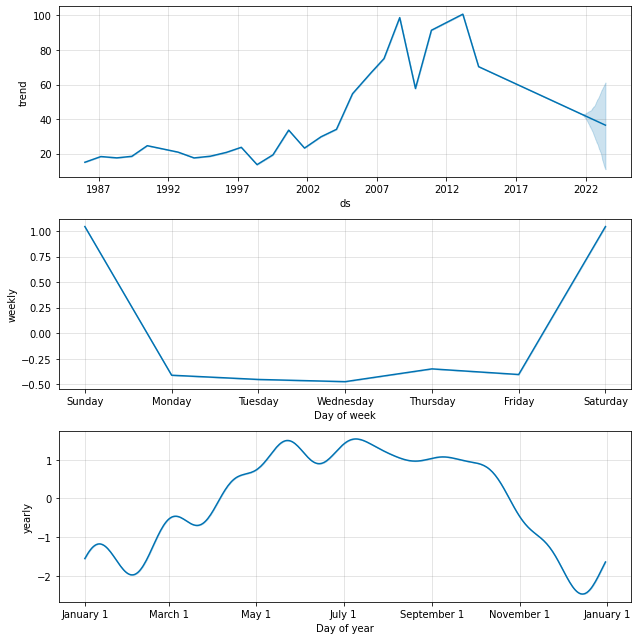 100
80
60
40
20
trend
1987 1992 1997 2002 2007 2012 2017 2022
ds
1.00
0.75
0.50
0.25
0.00
−0.25
−0.50
weekly
Sunday Monday Tuesday Wednesday Thursday Friday Saturday
Day of week
1
0
−1
−2
yearly
January 1 March 1 May 1 July 1 September 1 November 1 January 1
Day of year